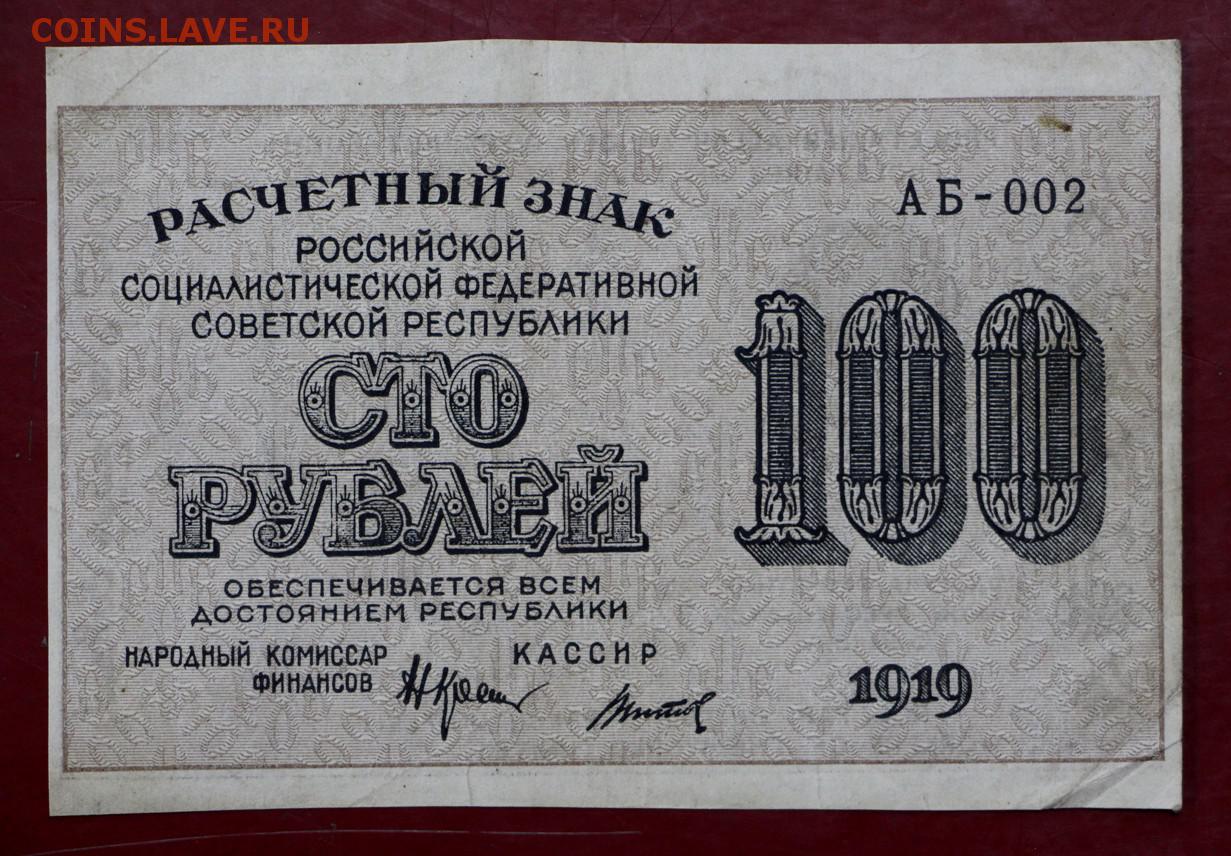 COINS.LAVE.RU
РАСЧЕТНЫЙ ЗНАК
АБ-002
РОССИЙСКОЙ
СОЦИАЛИСТИЧЕСКОЙ ФЕДЕРАТИВНОЙ
СОВЕТСКОЙ РЕСПУБЛИКИ
СТО
РУБЛЕЙ
100
ОБЕСПЕЧИВАЕТСЯ ВСЕМ
ДОСТОЯНИЕМ РЕСПУБЛИКИ
НАРОДНЫЙ КОМИССАР
ФИНАНСОВ
КАССИР
1919